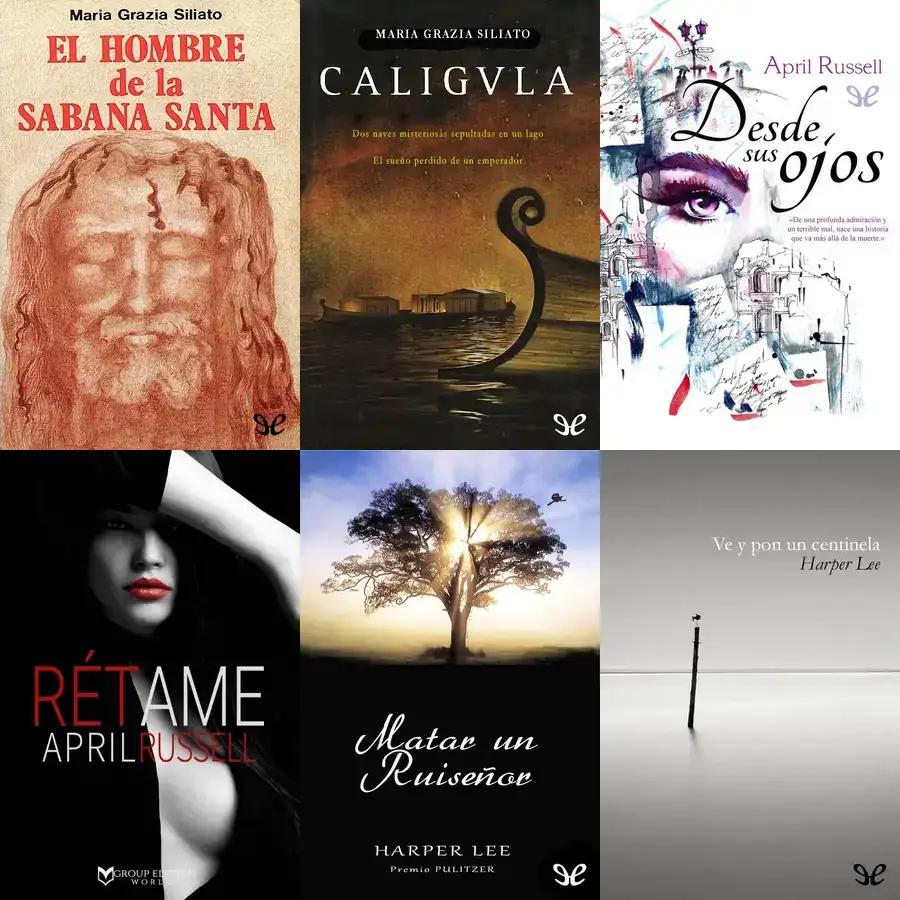 Maria Grazia Siliato
EL HOMBRE
de la
SABANA SANTA
MARIA GRAZIA SILIATO
CALIGVLA
Dos naves misteriosas sepultadas en un lago
El sueño perdido de un emperador
April Russell
Desde
sus
ojos
«De una profunda admiración y
un terrible mal, nace una historia
que va más allá de la muerte.»
RÉTAME
APRIL RUSSELL
GROUP EDITION
WORLD
Matar un
Ruiseñor
HARPER LEE
Premio PULITZER
Ve y pon un centinela
Harper Lee